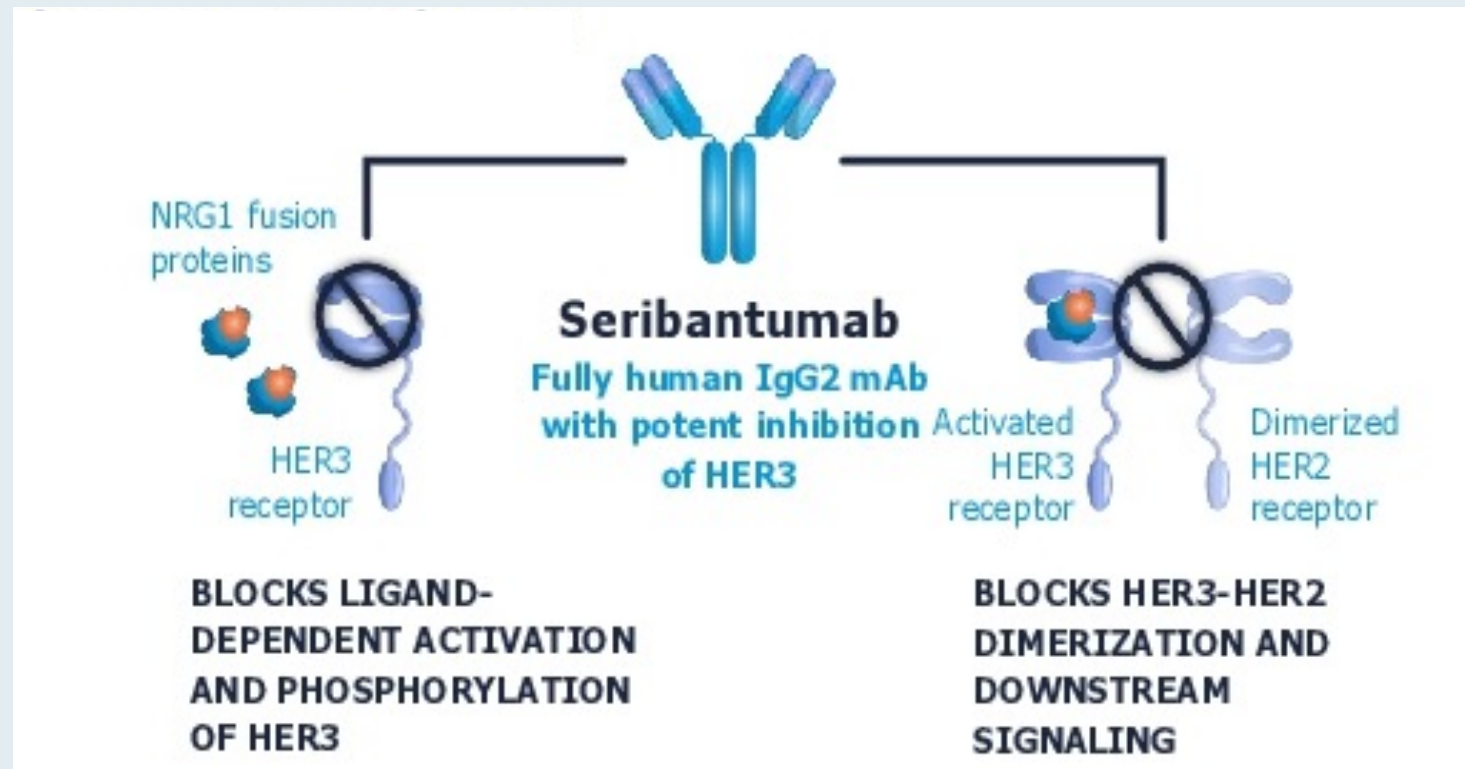 NRG1 fusion
proteins
HER3
receptor
BLOCKS LIGAND-
DEPENDENT ACTIVATION
AND PHOSPHORYLATION
OF HER3
Seribantumab
Fully human IgG2 mAb
with potent inhibition
of HER3
Activated
HER3
receptor
Dimerized
HER2
receptor
BLOCKS HER3-HER2
DIMERIZATION AND
DOWNSTREAM
SIGNALING